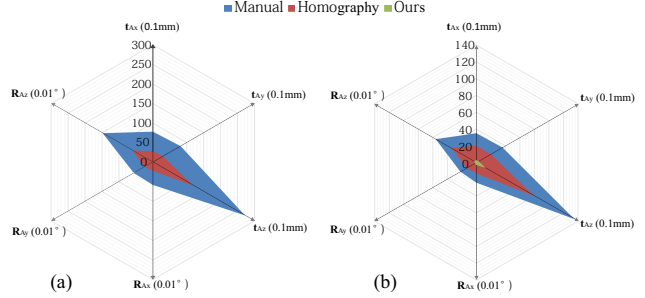 Manual Homography Ours
tAx (0.1mm)
300
250
200
150
100
50
0
tAy (0.1mm)
tAz (0.1mm)
RAx (0.01°)
RAy (0.01°)
RAz (0.01°)
(a)
tAx (0.1mm)
140
120
100
80
60
40
20
0
tAy (0.1mm)
tAz (0.1mm)
RAx (0.01°)
RAy (0.01°)
RAz (0.01°)
(b)